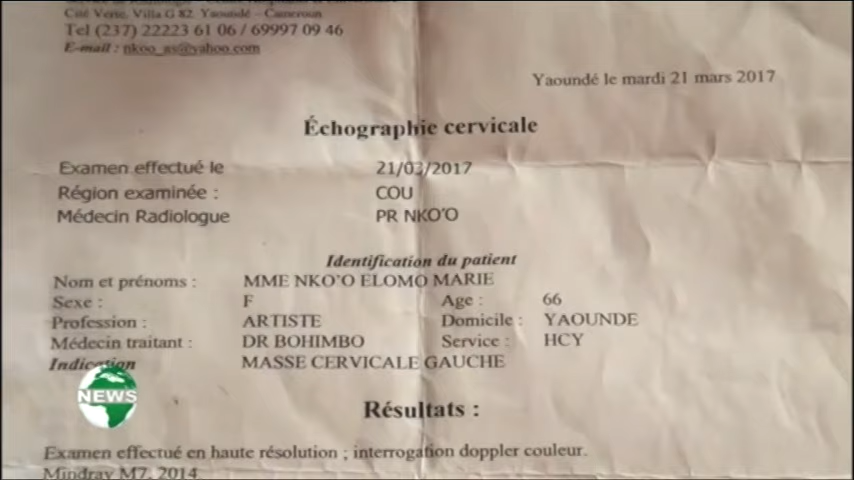 Cité Verte, Villa G 82 Yaoundé – Cameroun
Tel (237) 22223 61 06 / 69997 09 46
E-mail : nkoo_as@yahoo.com
Yaoundé le mardi 21 mars 2017
Échographie cervicale
Examen effectué le 21/03/2017
Région examinée : COU
Médecin Radiologue PR NKO'O
Identification du patient
Nom et prénoms : MME NKO'O ELOMO MARIE
Sexe : F Age : 66
Profession : ARTISTE Domicile : YAOUNDE
Médecin traitant : DR BOHIMBO Service : HCY
Indication MASSE CERVICALE GAUCHE
NEWS
Résultats :
Examen effectué en haute résolution ; interrogation doppler couleur.
Mindray M7, 2014